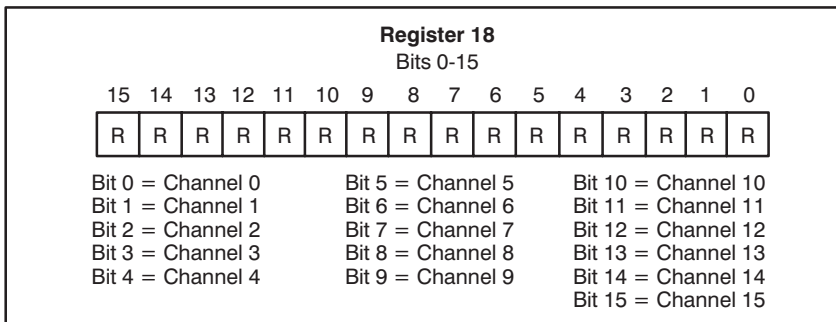 Register 18
Bits 0-15
15 14 13 12 11 10 9 8 7 6 5 4 3 2 1 0
R R R R R R R R R R R R R R R R
Bit 0 = Channel 0
Bit 1 = Channel 1
Bit 2 = Channel 2
Bit 3 = Channel 3
Bit 4 = Channel 4
Bit 5 = Channel 5
Bit 6 = Channel 6
Bit 7 = Channel 7
Bit 8 = Channel 8
Bit 9 = Channel 9
Bit 10 = Channel 10
Bit 11 = Channel 11
Bit 12 = Channel 12
Bit 13 = Channel 13
Bit 14 = Channel 14
Bit 15 = Channel 15